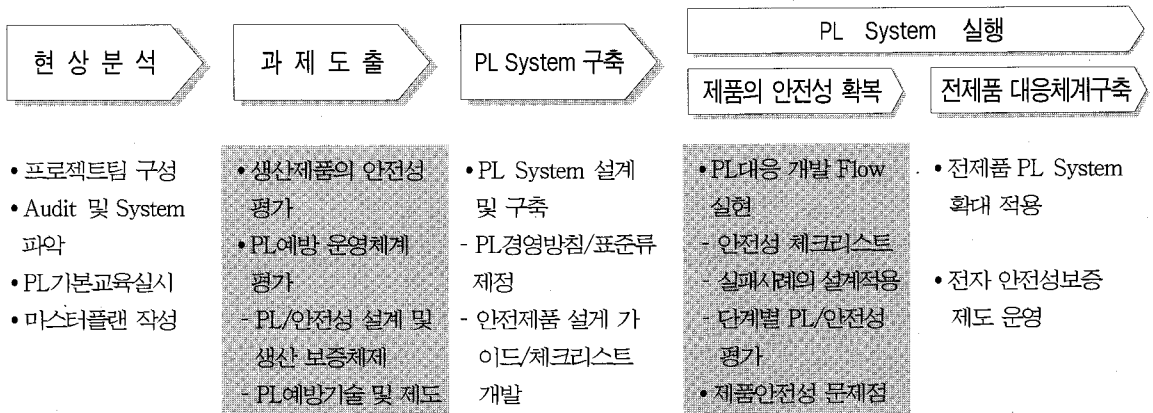 현 상 분 석
과 제 도 출
PL System 구축
PL System 실행
제품의 안전성 확복
전제품 대응체계구축
• 프로젝트팀 구성
• Audit 및 System
파악
• PL기본교육실시
• 마스터플랜 작성
• 생산제품의 안전성
평가
• PL예방 운영체계
평가
- PL/안전성 설계 및
생산 보증체제
- PL예방기술 및 제도
• PL System 설계
및 구축
- PL경영방침/표준류
제정
- 안전제품 설게 가
이드/체크리스트
개발
• PL대응 개발 Flow
실현
- 안전성 체크리스트
- 실패사례의 설계적용
- 단계별 PL/안전성
평가
• 제품안전성 문제점
• 전제품 PL System
확대 적용
• 전자 안전성보증
제도 운영